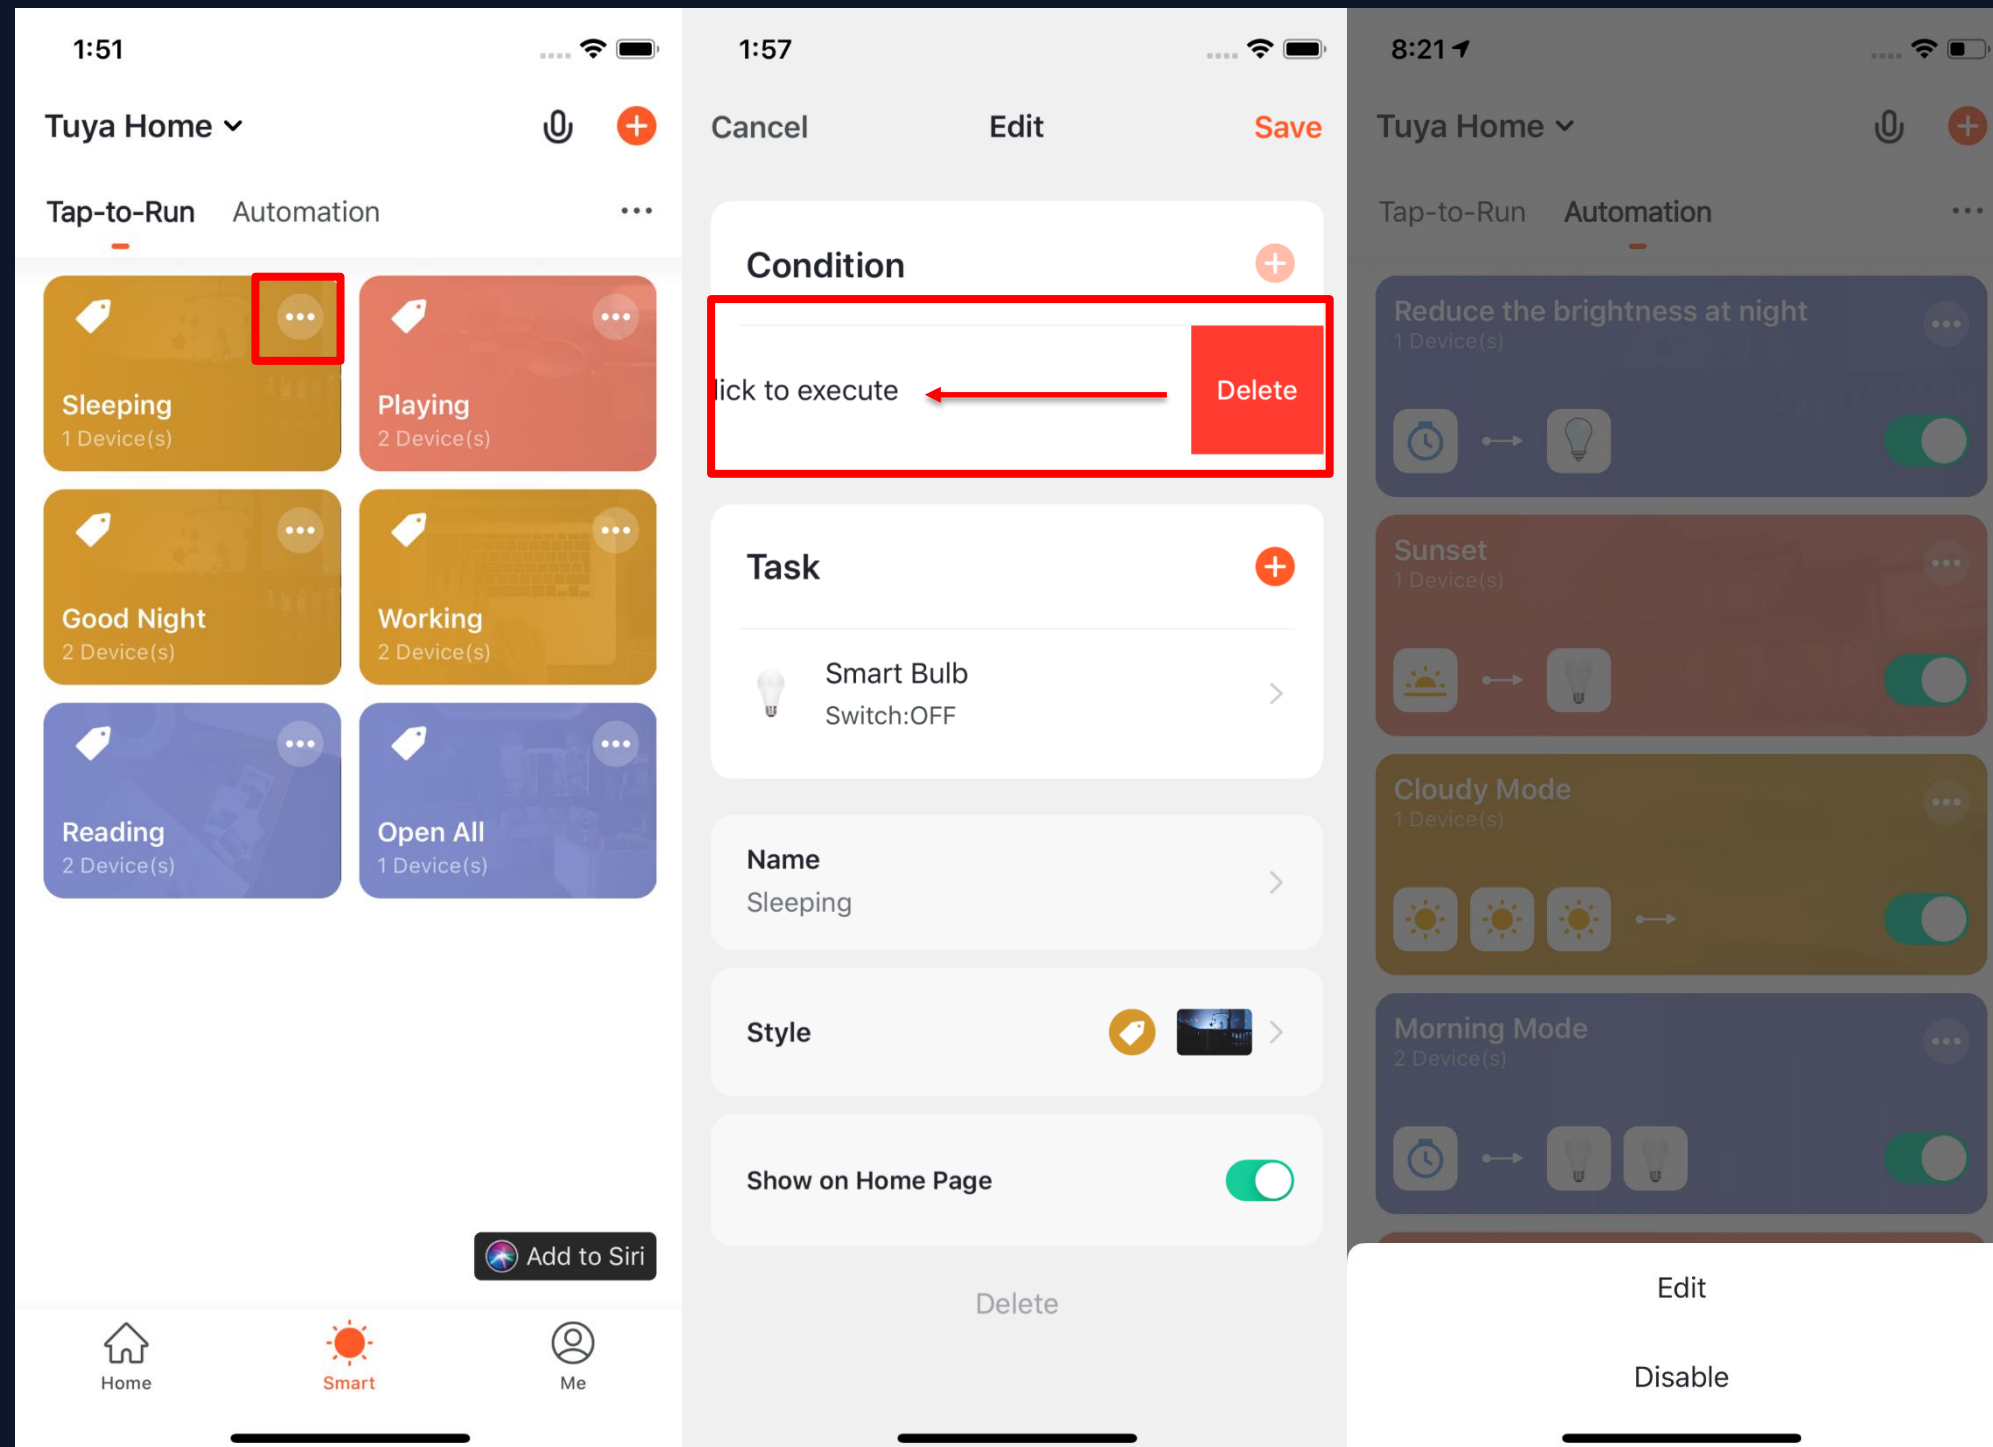 1:51
Tuya Home
Tap-to-Run Automation
Sleeping
1 Device(s)
Playing
2 Device(s)
Good Night
2 Device(s)
Working
2 Device(s)
Reading
2 Device(s)
Open All
1 Device(s)
Add to Siri
Home
Smart
Me
1:57
Cancel Edit Save
Condition
lick to execute
Delete
Task
Smart Bulb
Switch:OFF
Name
Sleeping
Style
Show on Home Page
Delete
8:21
Tuya Home
Tap-to-Run Automation
Reduce the brightness at night
1 Device(s)
Sunset
1 Device(s)
Cloudy Mode
1 Device(s)
Morning Mode
2 Device(s)
Edit
Disable